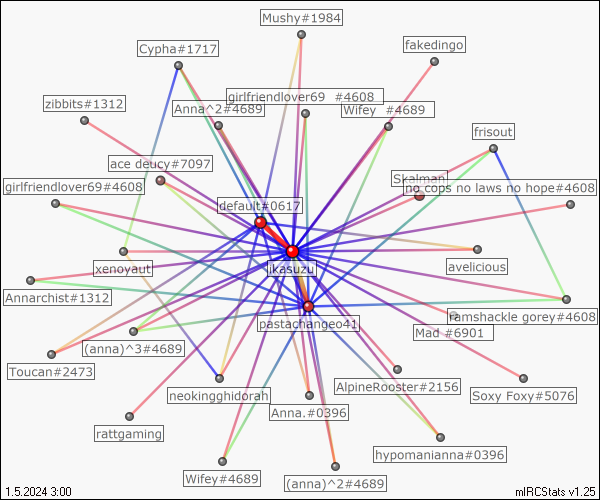 Mushy#1984
Cypha#1717
fakedingo
girlfriendlover69 #4608
zibbits#1312
Anna^2#4689
Wifey #4689
frisout
ace deucy#7097
Skalman
girlfriendlover69#4608
no cops no laws no hope#4608
default#0617
xenoyaut
ikasuzu
avelicious
Annarchist#1312
pastachangeo41
ramshackle gorey#4608
Mad #6901
(anna)^3#4689
Toucan#2473
neokingghidorah
AlpineRooster#2156
Soxy Foxy#5076
Anna.#0396
rattgaming
hypomanianna#0396
Wifey#4689
(anna)^2#4689
1.5.2024 3:00
mIRCStats v1.25